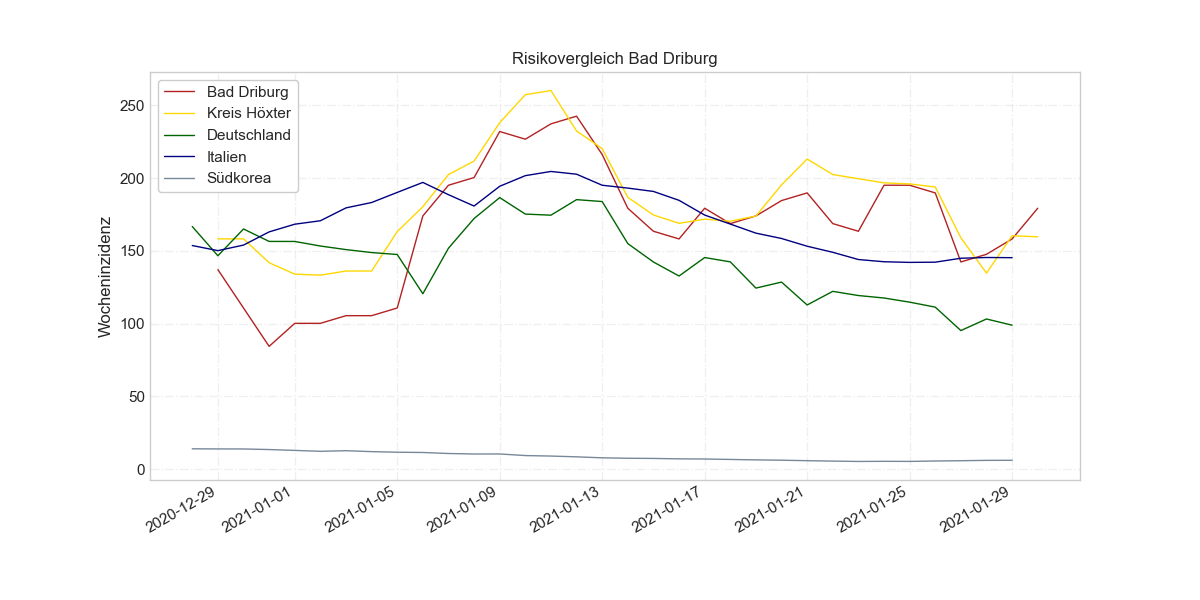 Risikovergleich Bad Driburg
Bad Driburg
Kreis Höxter
Deutschland
Italien
Südkorea
Wocheninzidenz
250
200
150
100
50
0
2020-12-29
2021-01-01
2021-01-05
2021-01-09
2021-01-13
2021-01-17
2021-01-21
2021-01-25
2021-01-29